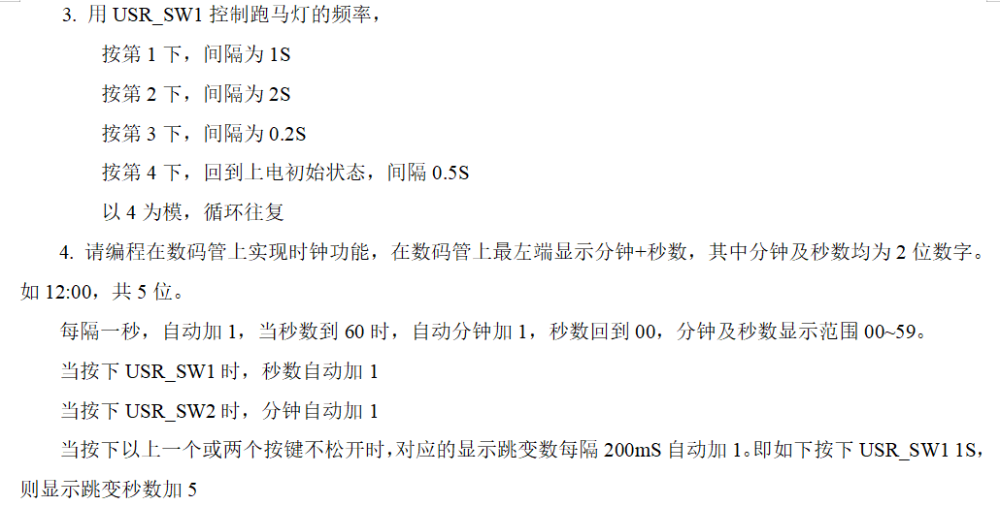 3. 用 USR_SW1 控制跑马灯的频率，
按第 1 下，间隔为 1S
按第 2 下，间隔为 2S
按第 3 下，间隔为 0.2S
按第 4 下，回到上电初始状态，间隔 0.5S
以 4 为模，循环往复
4. 请编程在数码管上实现时钟功能，在数码管上最左端显示分钟+秒数，其中分钟及秒数均为 2 位数字。
如 12:00，共 5 位。
每隔一秒，自动加 1，当秒数到 60 时，自动分钟加 1，秒数回到 00，分钟及秒数显示范围 00~59。
当按下 USR_SW1 时，秒数自动加 1
当按下 USR_SW2 时，分钟自动加 1
当按下以上一个或两个按键不松开时，对应的显示跳变数每隔 200mS 自动加 1。即如下按下 USR_SW1 1S，
则显示跳变秒数加 5